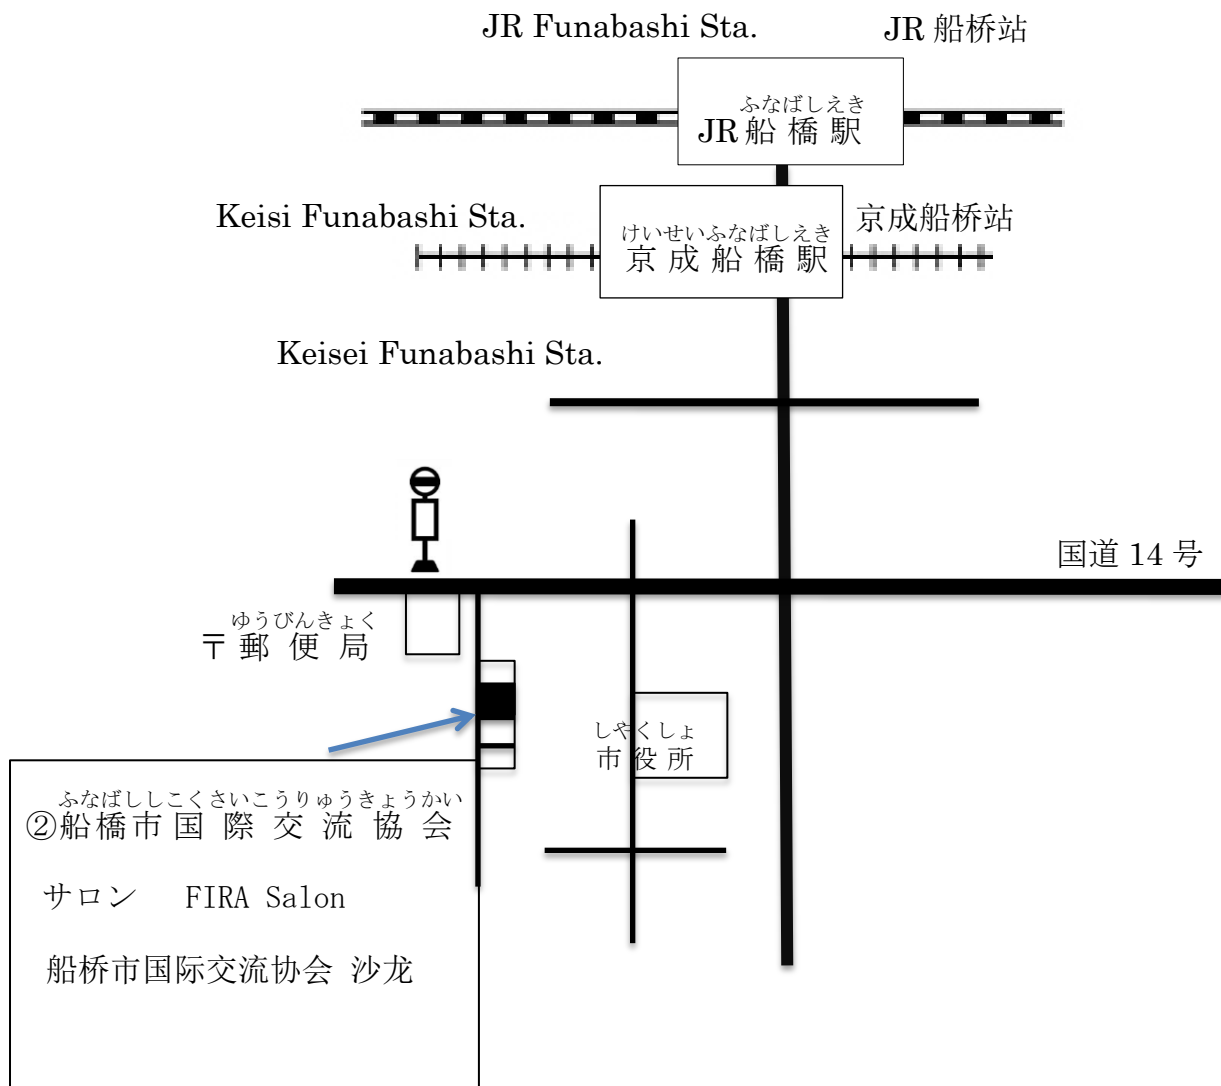 JR Funabashi Sta. JR 船桥站
ふなばしえき
JR 船橋駅
Keisi Funabashi Sta. 京成船桥站
けいせいふなばしえき
京成船橋駅
Keisei Funabashi Sta.
国道 14 号
ゆうびんきょく
〒郵便局
しやくしょ
市役所
ふなばししこくさいこうりゅうきょうかい
②船橋市国際交流協会
サロン FIRA Salon
船桥市国际交流协会 沙龙